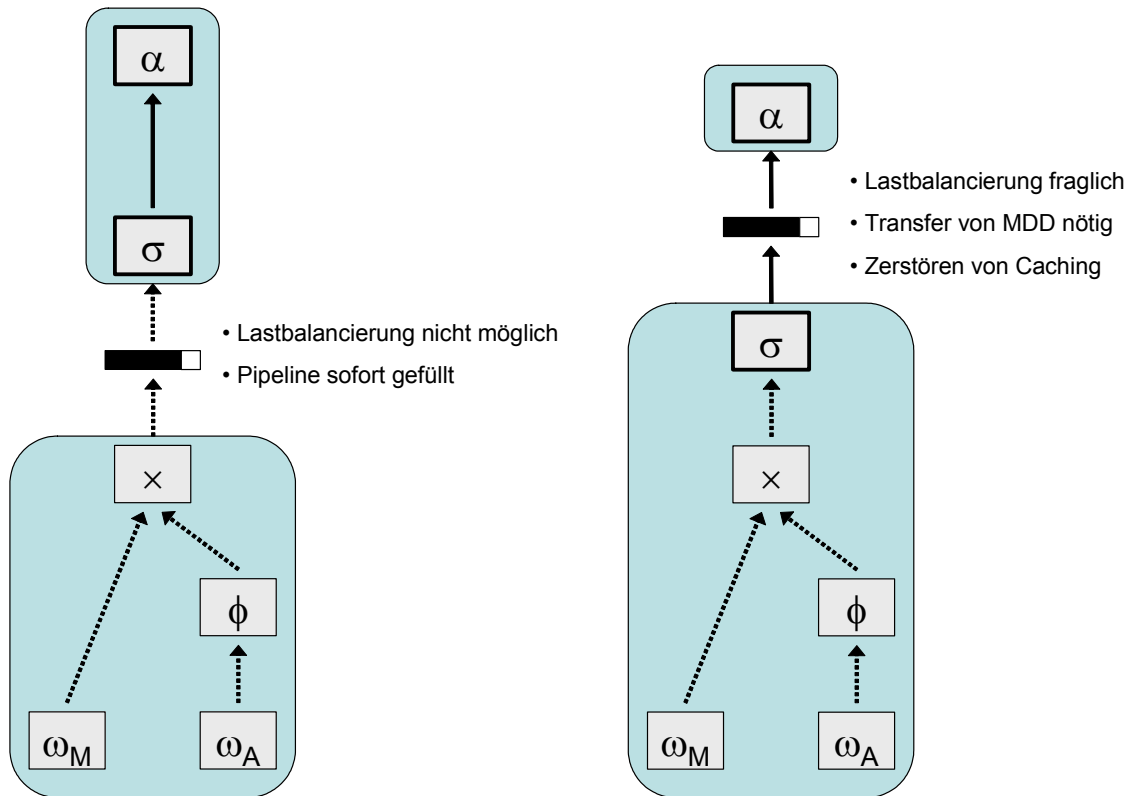 α
σ
• Lastbalancierung nicht möglich
• Pipeline sofort gefüllt
×
ϕ
ωM
ωA
α
• Lastbalancierung fraglich
• Transfer von MDD nötig
• Zerstören von Caching
σ
×
ϕ
ωM
ωA